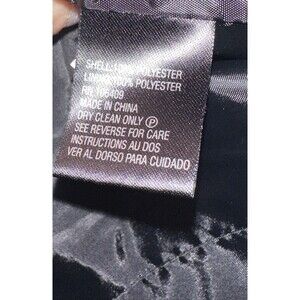 SHELL: 100% POLYESTER
LINING: 100% POLYESTER
RN 106409
MADE IN CHINA
DRY CLEAN ONLY Ⓟ
SEE REVERSE FOR CARE
INSTRUCTIONS AU DOS
VER AL DORSO PARA CUIDADO